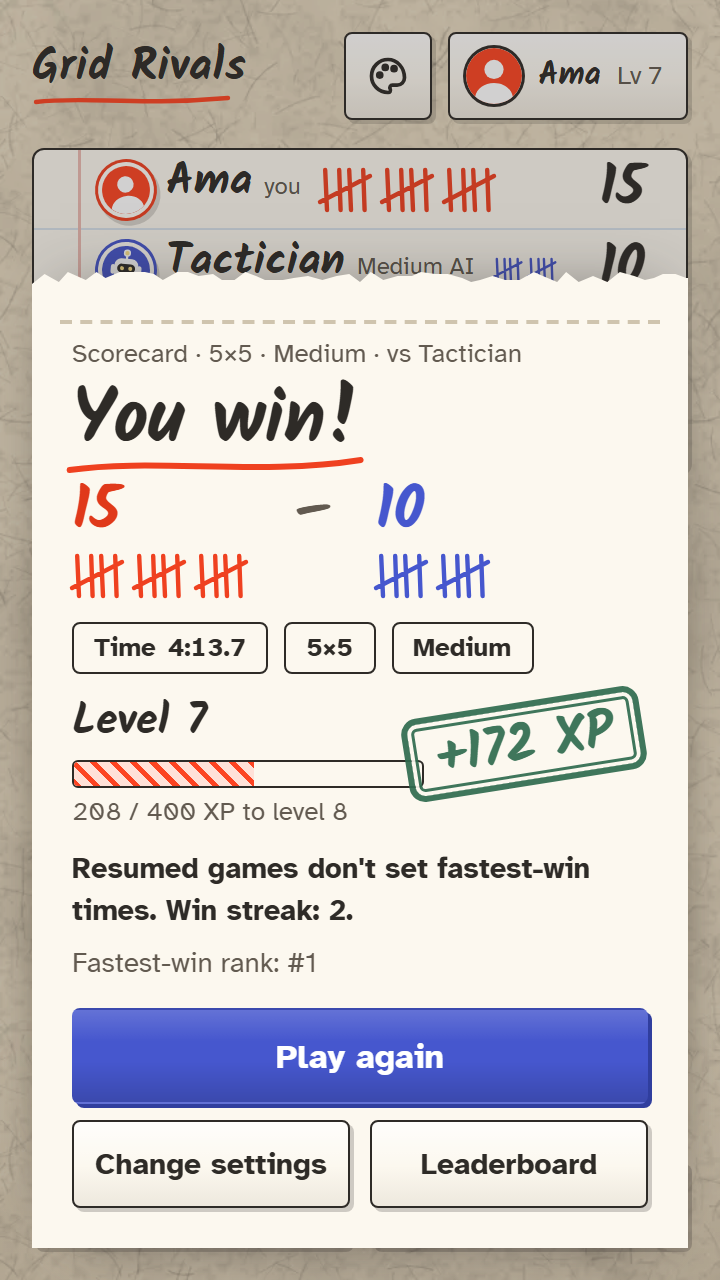 Grid Rivals
Ama Lv 7
Ama you 15
Tactician Medium AI 10
Scorecard · 5×5 · Medium · vs Tactician
You win!
15 – 10
Time 4:13.7 5×5 Medium
Level 7
+172 XP
208 / 400 XP to level 8
Resumed games don't set fastest-win
times. Win streak: 2.
Fastest-win rank: #1
Play again
Change settings Leaderboard